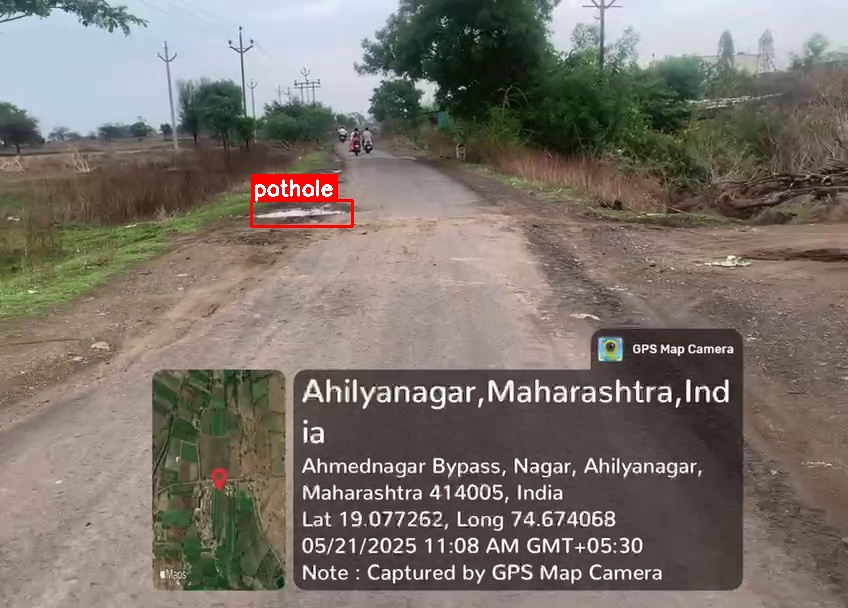 pothole
GPS Map Camera
Ahilyanagar,Maharashtra,Ind
ia
Ahmednagar Bypass, Nagar, Ahilyanagar,
Maharashtra 414005, India
Lat 19.077262, Long 74.674068
05/21/2025 11:08 AM GMT+05:30
Note : Captured by GPS Map Camera
Maps